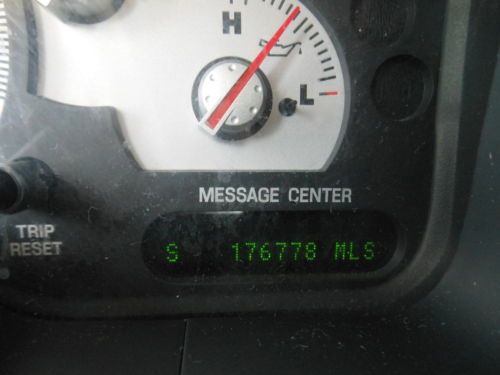 H
L
MESSAGE CENTER
TRIP
RESET
S 176778 MLS